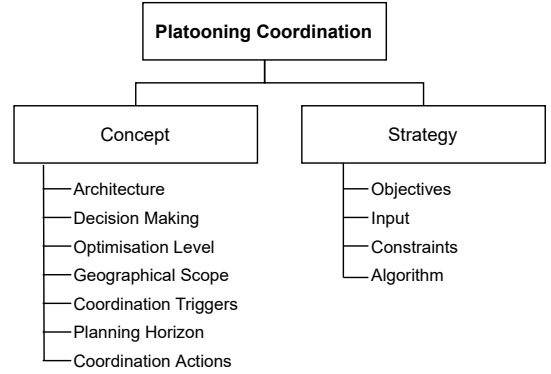 Platooning Coordination
Concept
Architecture
Decision Making
Optimisation Level
Geographical Scope
Coordination Triggers
Planning Horizon
Coordination Actions
Strategy
Objectives
Input
Constraints
Algorithm